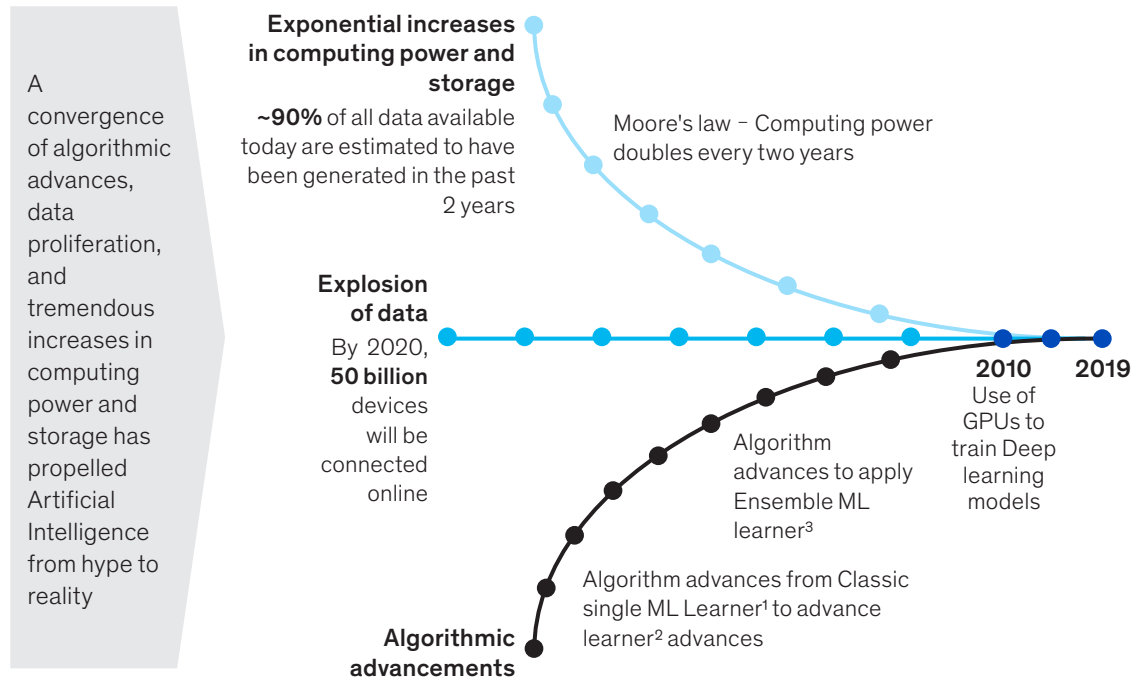 A
convergence
of algorithmic
advances,
data
proliferation,
and
tremendous
increases in
computing
power and
storage has
propelled
Artificial
Intelligence
from hype to
reality
Exponential increases
in computing power and
storage
~90% of all data available
today are estimated to have
been generated in the past
2 years
Moore's law – Computing power
doubles every two years
Explosion
of data
By 2020,
50 billion
devices
will be
connected
online
2010
Use of
GPUs to
train Deep
learning
models
2019
Algorithm
advances to apply
Ensemble ML
learner³
Algorithm advances from Classic
single ML Learner¹ to advance
learner² advances
Algorithmic
advancements